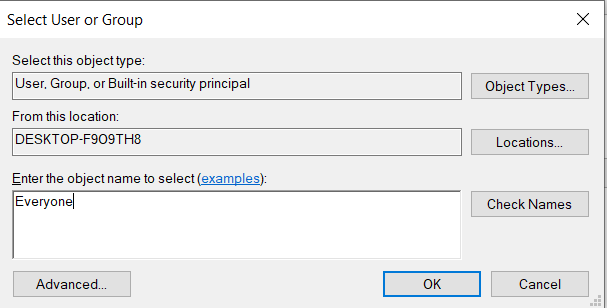 Select User or Group
Select this object type:
User, Group, or Built-in security principal
Object Types...
From this location:
DESKTOP-F9O9TH8
Locations...
Enter the object name to select (examples):
Everyone
Check Names
Advanced...
OK
Cancel